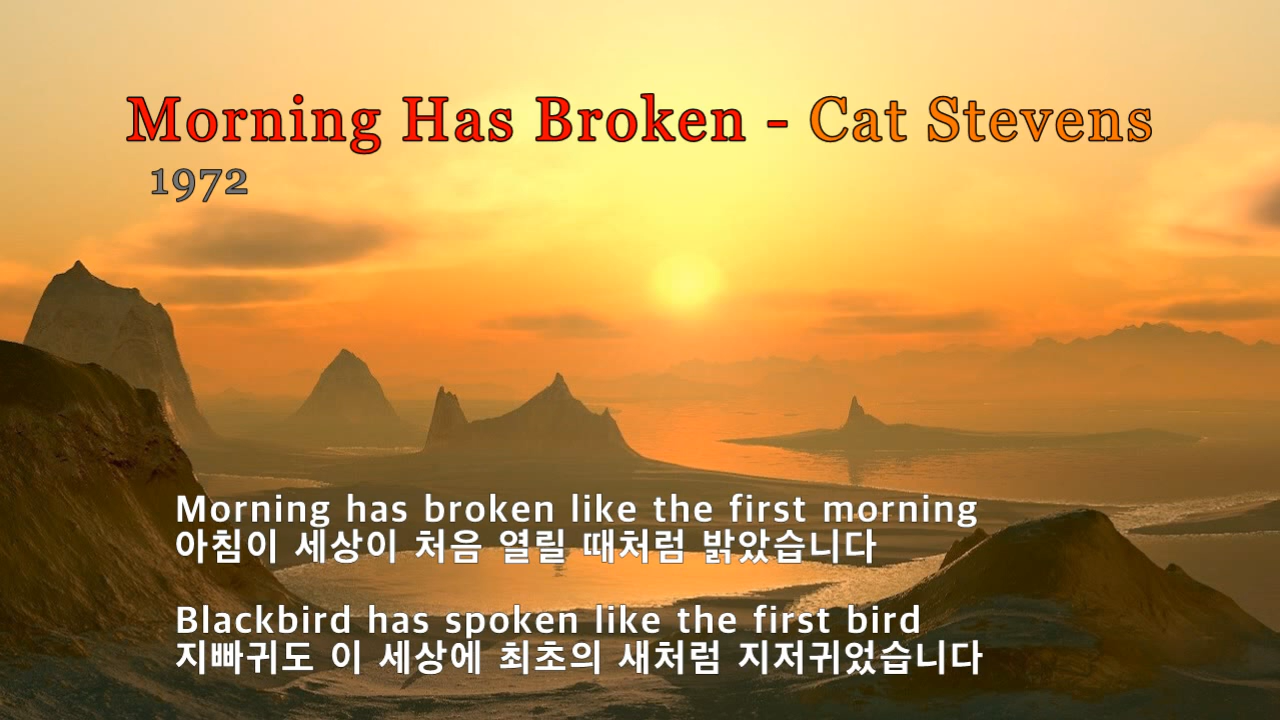 Morning Has Broken - Cat Stevens
1972
Morning has broken like the first morning
아침이 세상이 처음 열릴 때처럼 밝았습니다
Blackbird has spoken like the first bird
지빠귀도 이 세상에 최초의 새처럼 지저귀었습니다